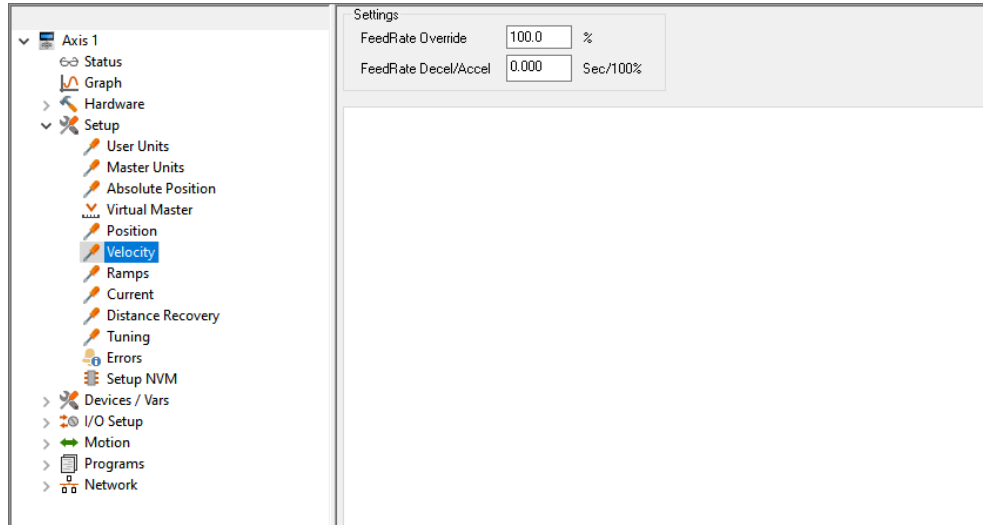 Axis 1
Status
Graph
Hardware
Setup
User Units
Master Units
Absolute Position
Virtual Master
Position
Velocity
Ramps
Current
Distance Recovery
Tuning
Errors
Setup NVM
Devices / Vars
I/O Setup
Motion
Programs
Network
Settings
FeedRate Override 100.0 %
FeedRate Decel/Accel 0.000 Sec/100%